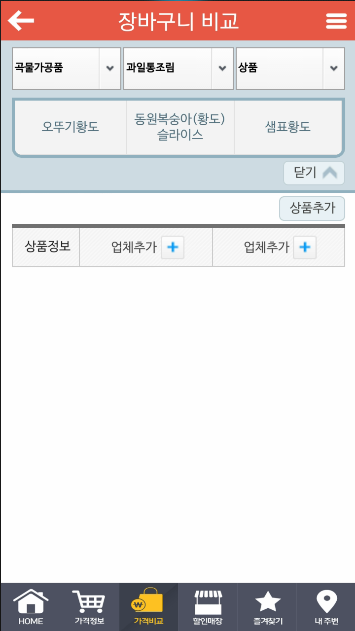 장바구니 비교
곡물가공품 과일통조림 상품
오뚜기황도 동원복숭아(황도) 슬라이스 샘표황도
닫기
상품추가
상품정보 업체추가 업체추가
HOME 가격정보 가격비교 할인매장 즐겨찾기 내 주변